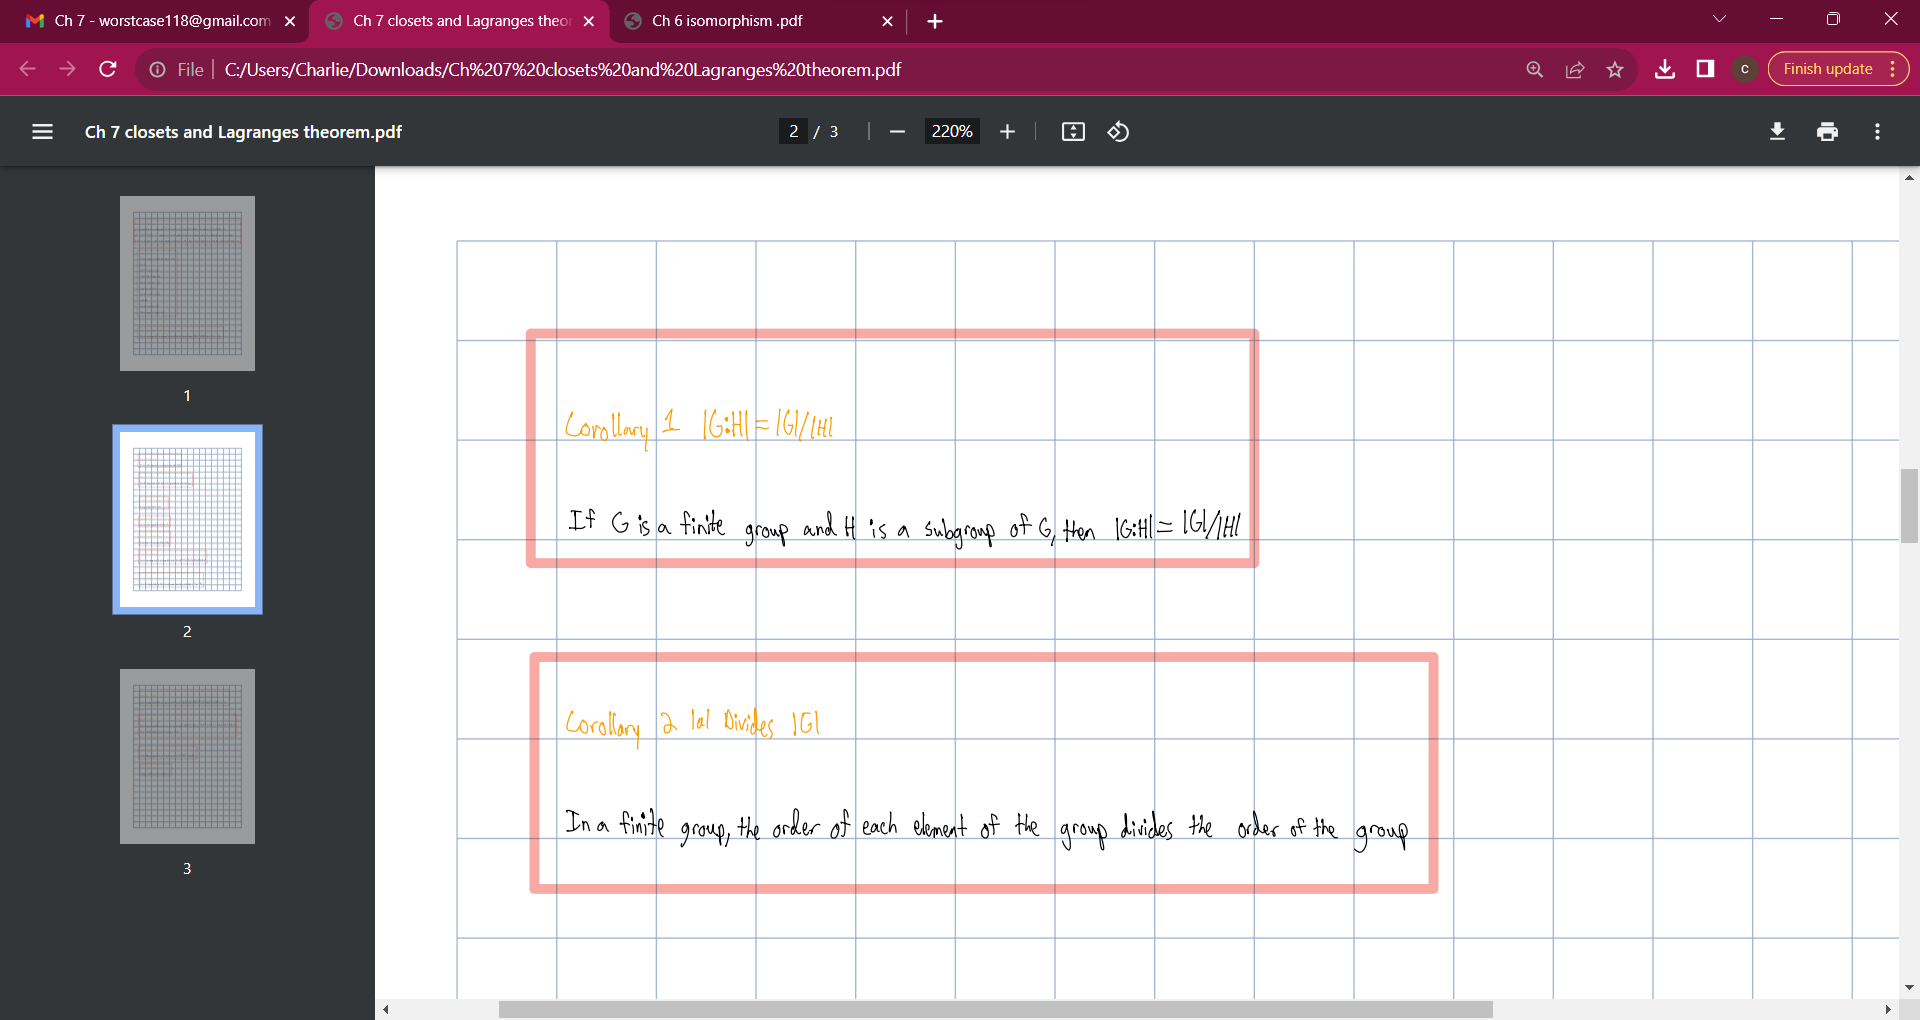 Ch 7 - worstcase118@gmail.com
Ch 7 closets and Lagranges theor
Ch 6 isomorphism .pdf
File
C:/Users/Charlie/Downloads/Ch%207%20closets%20and%20Lagranges%20theorem.pdf
C
Finish update
Ch 7 closets and Lagranges theorem.pdf
2 / 3
220%
1
2
3
Corollary 1 |G:H| = |G|/|H|
If G is a finite group and H is a subgroup of G, then |G:H| = |G|/|H|
Corollary 2 |a| Divides |G|
In a finite group, the order of each element of the group divides the order of the group